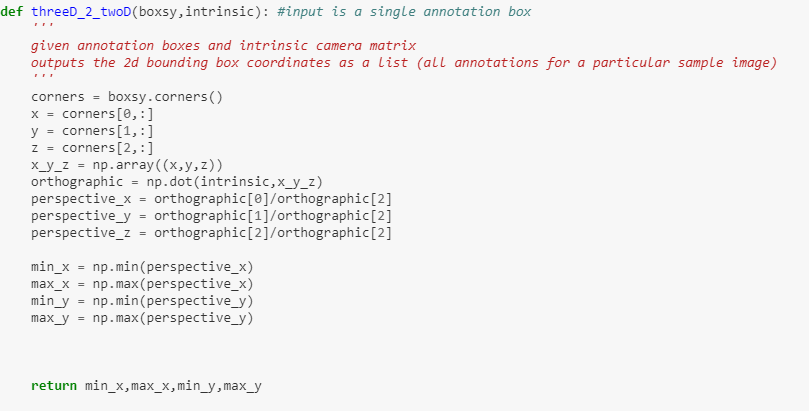 def threeD_2_twoD(boxsy,intrinsic): #input is a single annotation box
    '''
    given annotation boxes and intrinsic camera matrix
    outputs the 2d bounding box coordinates as a list (all annotations for a particular sample image)
    '''
    corners = boxsy.corners()
    x = corners[0,:]
    y = corners[1,:]
    z = corners[2,:]
    x_y_z = np.array((x,y,z))
    orthographic = np.dot(intrinsic,x_y_z)
    perspective_x = orthographic[0]/orthographic[2]
    perspective_y = orthographic[1]/orthographic[2]
    perspective_z = orthographic[2]/orthographic[2]
    min_x = np.min(perspective_x)
    max_x = np.max(perspective_x)
    min_y = np.min(perspective_y)
    max_y = np.max(perspective_y)
    return min_x,max_x,min_y,max_y